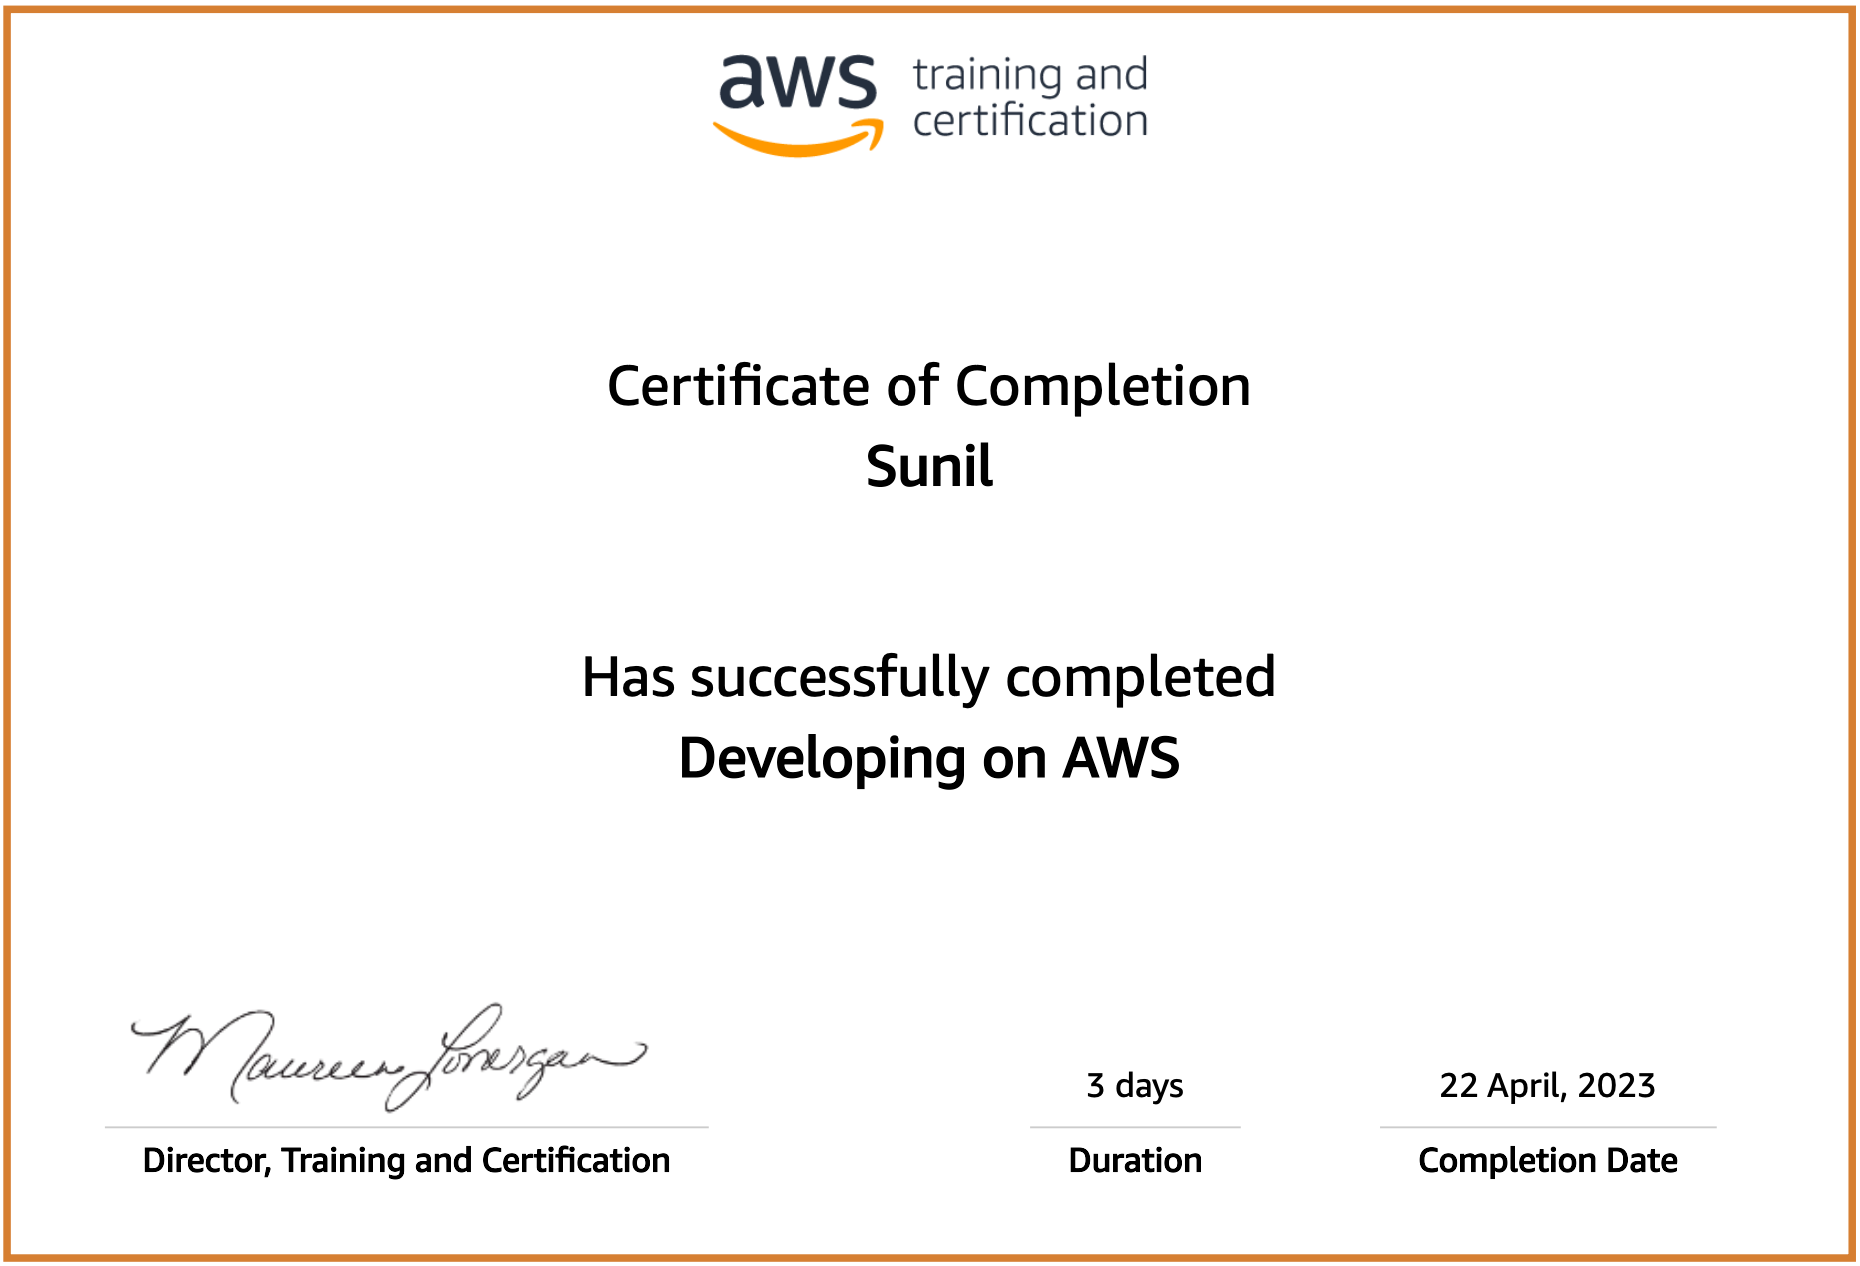 aws training and
certification
Certificate of Completion
Sunil
Has successfully completed
Developing on AWS
Maureen Lonergan
3 days
22 April, 2023
Director, Training and Certification
Duration
Completion Date